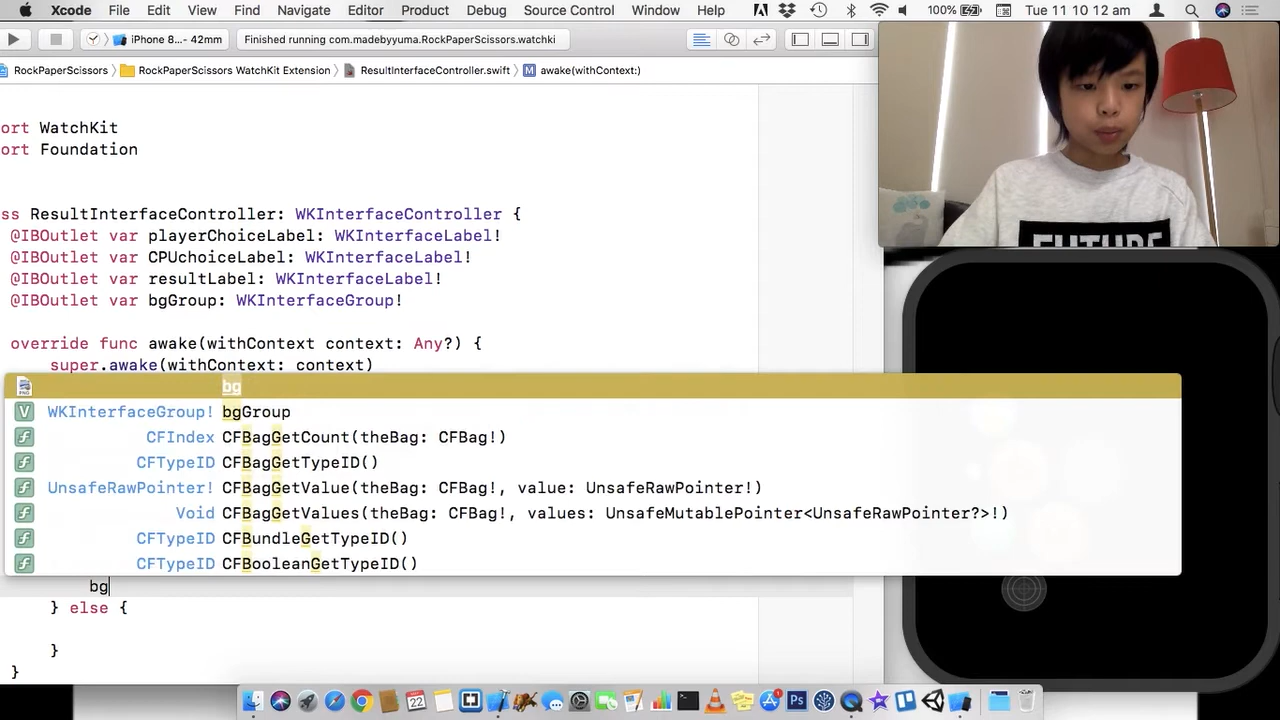 Xcode File Edit View Find Navigate Editor Product Debug Source Control Window Help 100% Tue 11 10 12 am
iPhone 8... - 42mm Finished running com.madebyyuma.RockPaperScissors.watchki
RockPaperScissors RockPaperScissors WatchKit Extension ResultInterfaceController.swift M awake(withContext:)
ort WatchKit
ort Foundation
ss ResultInterfaceController: WKInterfaceController {
@IBOutlet var playerChoiceLabel: WKInterfaceLabel!
@IBOutlet var CPUchoiceLabel: WKInterfaceLabel!
@IBOutlet var resultLabel: WKInterfaceLabel!
@IBOutlet var bgGroup: WKInterfaceGroup!
override func awake(withContext context: Any?) {
super.awake(withContext: context)
bg
V WKInterfaceGroup! bgGroup
f CFIndex CFBagGetCount(theBag: CFBag!)
f CFTypeID CFBagGetTypeID()
f UnsafeRawPointer! CFBagGetValue(theBag: CFBag!, value: UnsafeRawPointer!)
f Void CFBagGetValues(theBag: CFBag!, values: UnsafeMutablePointer<UnsafeRawPointer?>!)
f CFTypeID CFBundleGetTypeID()
f CFTypeID CFBooleanGetTypeID()
bg
} else {
}
}
FUTURE
22
Ps